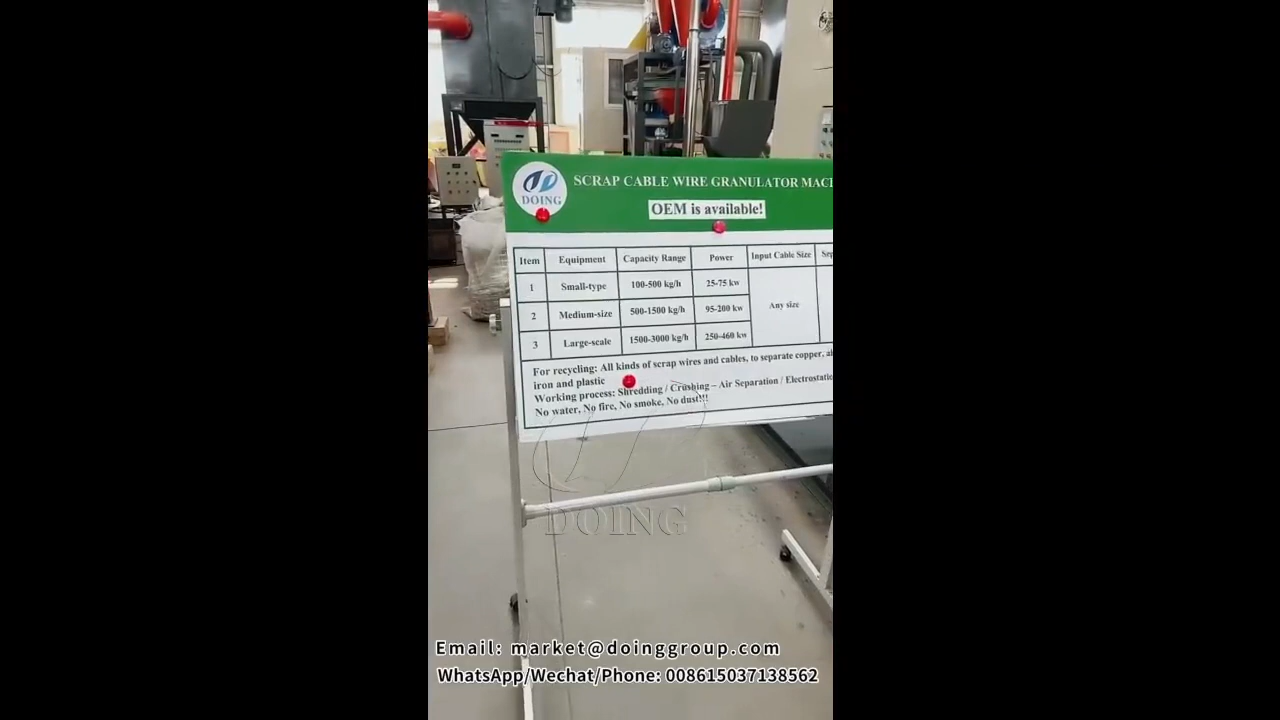 DOING
SCRAP CABLE WIRE GRANULATOR
OEM is available!
Item Equipment Capacity Range Power Input Cable Size
1 Small-type 100-500 kg/h 25-75 kw
2 Medium-size 500-1500 kg/h 95-200 kw
Any size
3 Large-scale 1500-3000 kg/h 250-460 kw
For recycling: All kinds of scrap wires and cables, to separate copper,
iron and plastic
Working process: Shredding / Crushing – Air Separation /
No water, No fire, No smoke, No dust!!!
DOING
Email: market@doinggroup.com
WhatsApp/Wechat/Phone: 008615037138562